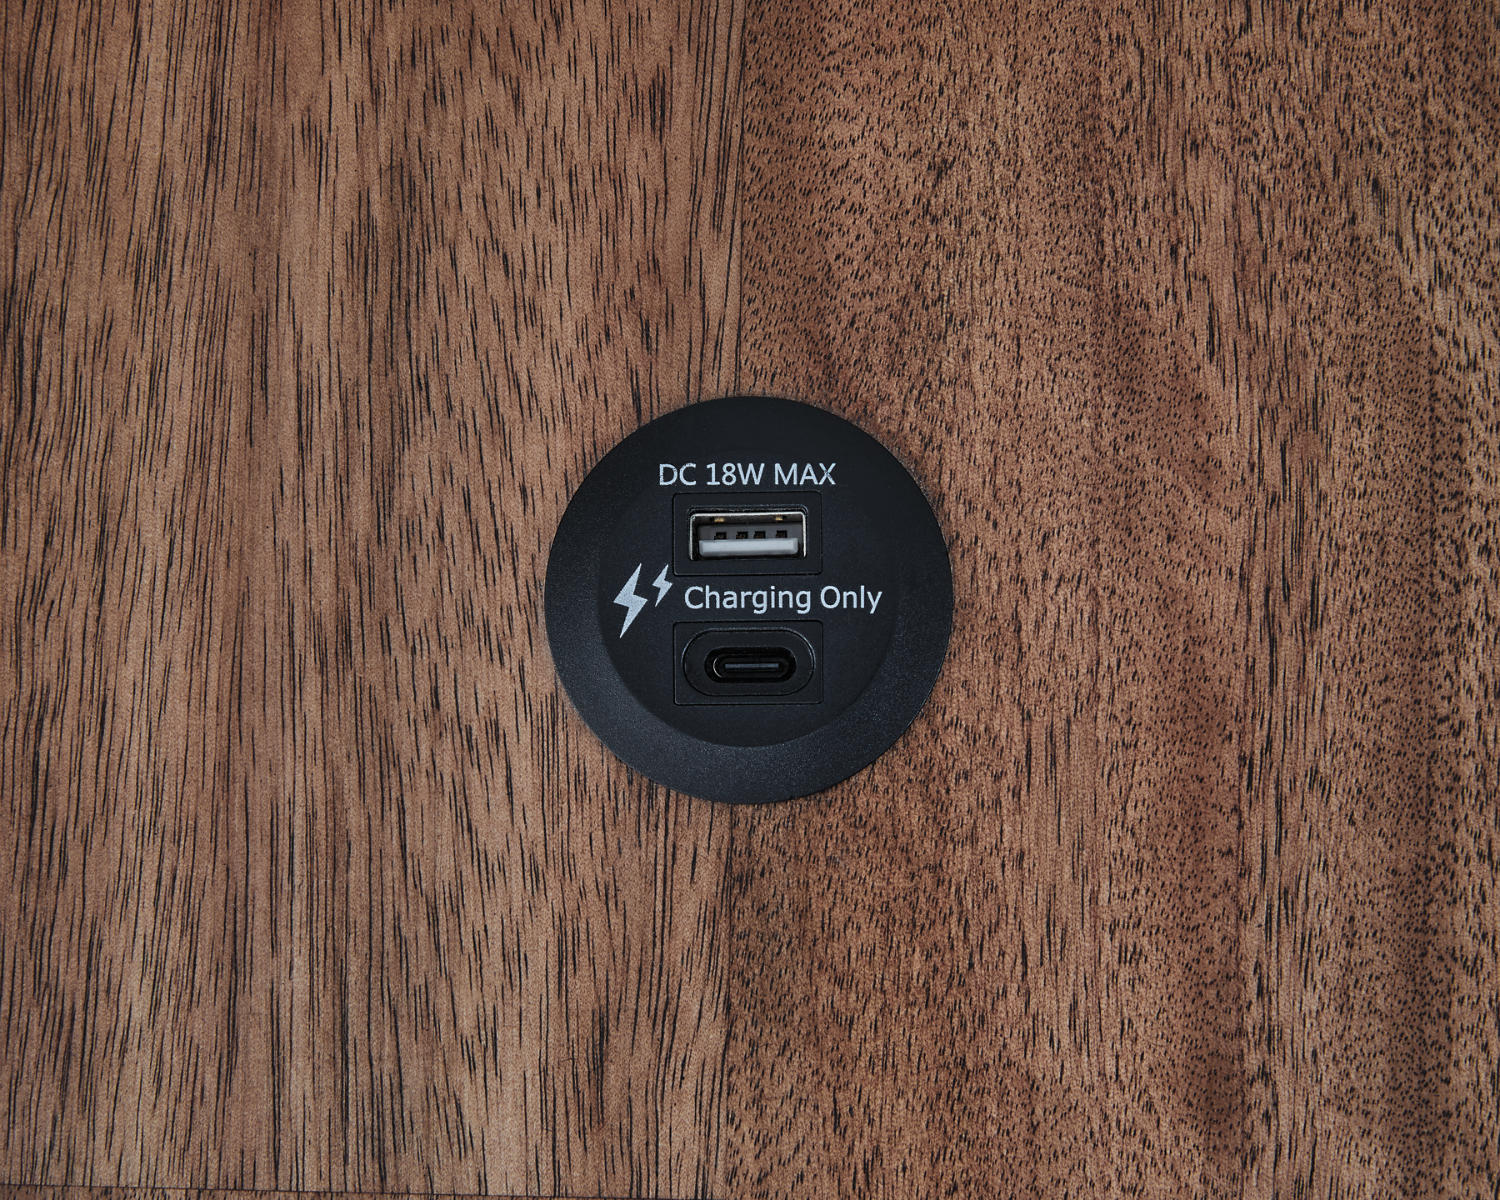 DC 18W MAX
Charging Only